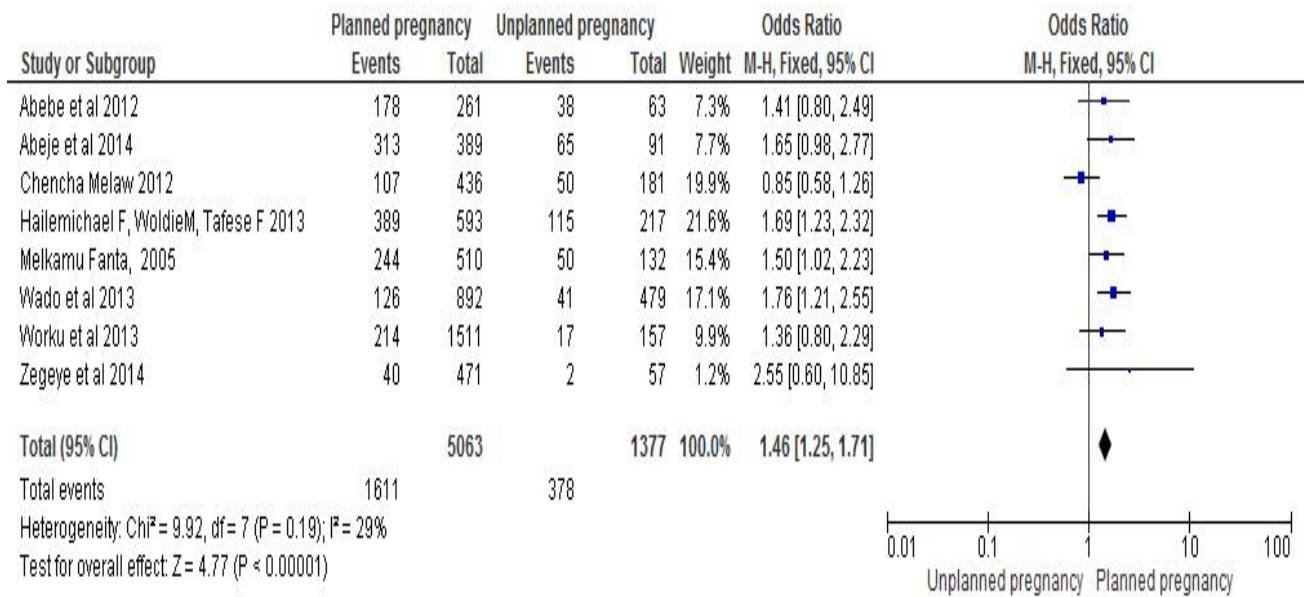 Planned pregnancy Unplanned pregnancy Odds Ratio Odds Ratio
Study or Subgroup Events Total Events Total Weight M-H, Fixed, 95% CI M-H, Fixed, 95% CI
Abebe et al 2012 178 261 38 63 7.3% 1.41 [0.80, 2.49]
Abeje et al 2014 313 389 65 91 7.7% 1.65 [0.98, 2.77]
Chencha Melaw 2012 107 436 50 181 19.9% 0.85 [0.58, 1.26]
Hailemichael F, WoldieM, Tafese F 2013 389 593 115 217 21.6% 1.69 [1.23, 2.32]
Melkamu Fanta, 2005 244 510 50 132 15.4% 1.50 [1.02, 2.23]
Wado et al 2013 126 892 41 479 17.1% 1.76 [1.21, 2.55]
Worku et al 2013 214 1511 17 157 9.9% 1.36 [0.80, 2.29]
Zegeye et al 2014 40 471 2 57 1.2% 2.55 [0.60, 10.85]
Total (95% CI) 5063 1377 100.0% 1.46 [1.25, 1.71]
Total events 1611 378
Heterogeneity: Chi² = 9.92, df = 7 (P = 0.19); I² = 29%
Test for overall effect: Z = 4.77 (P < 0.00001)
0.01 0.1 1 10 100
Unplanned pregnancy Planned pregnancy